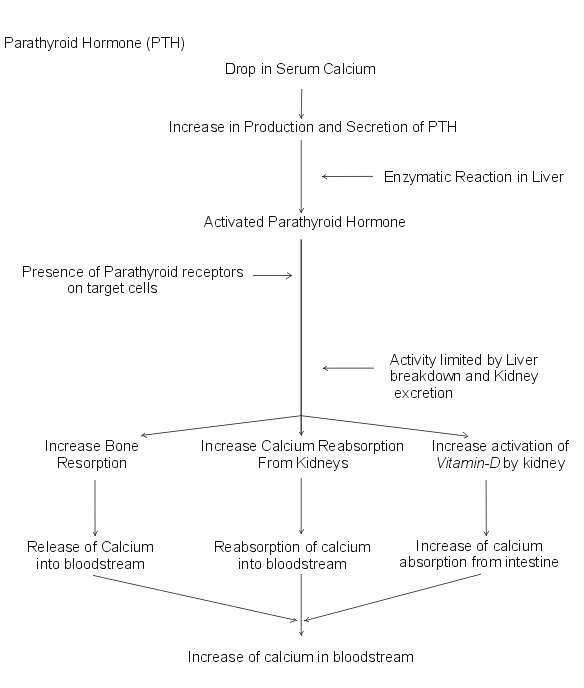 Parathyroid Hormone (PTH)
Drop in Serum Calcium
Increase in Production and Secretion of PTH
Enzymatic Reaction in Liver
Activated Parathyroid Hormone
Presence of Parathyroid receptors
on target cells
Activity limited by Liver
breakdown and Kidney
excretion
Increase Bone
Resorption
Increase Calcium Reabsorption
From Kidneys
Increase activation of
Vitamin-D by kidney
Release of Calcium
into bloodstream
Reabsorption of calcium
into bloodstream
Increase of calcium
absorption from intestine
Increase of calcium in bloodstream